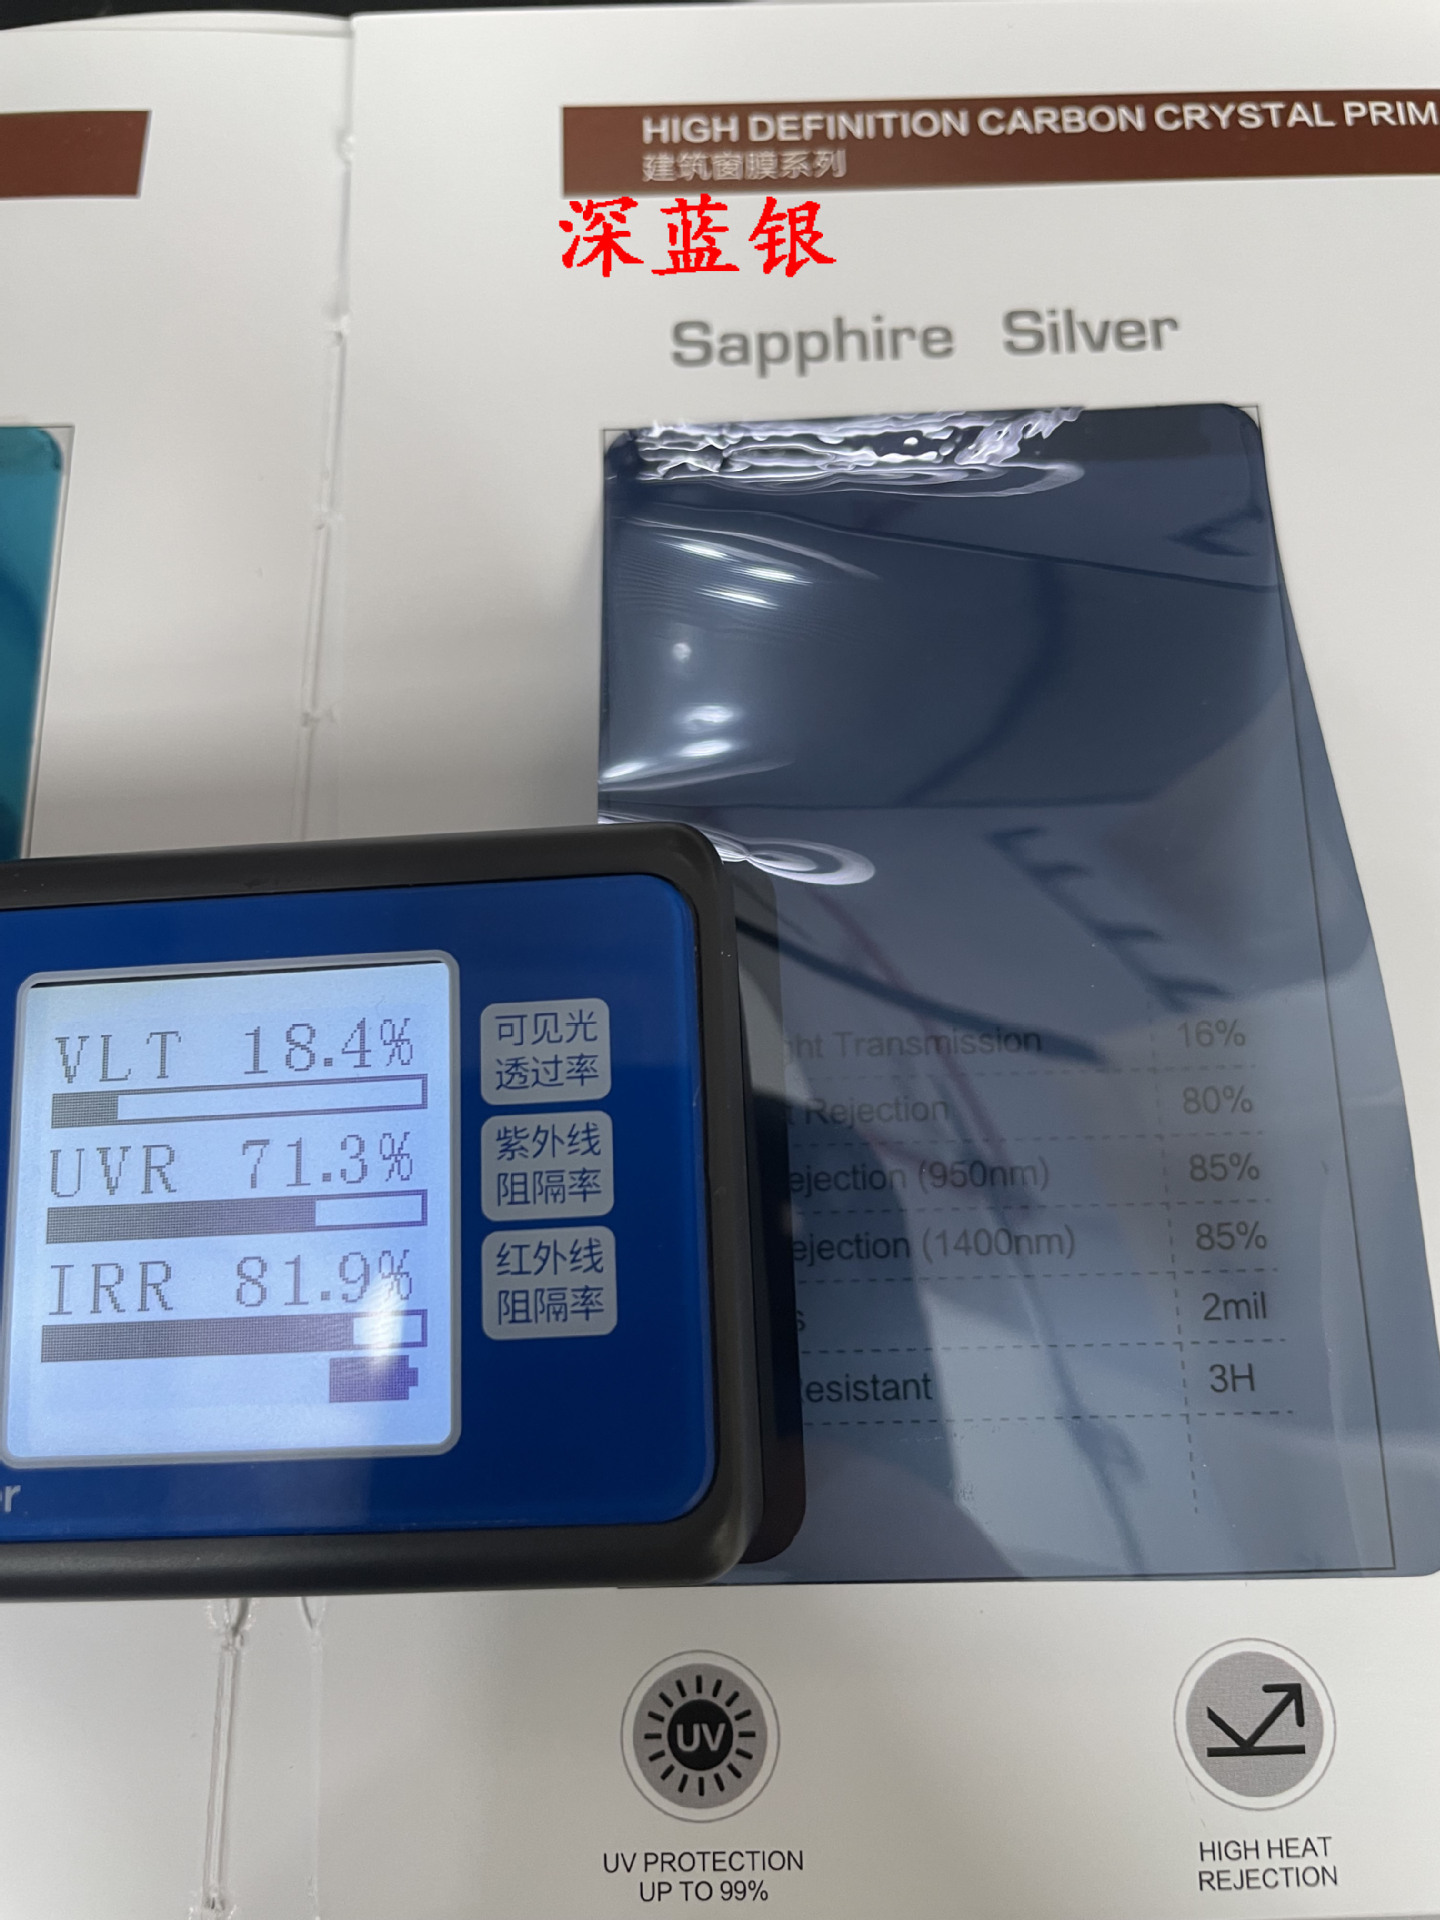 HIGH DEFINITION CARBON CRYSTAL PRIM
建筑窗膜系列
深蓝银
Sapphire Silver
VLT 18.4%
UVR 71.3%
IRR 81.9%
可见光
透过率
紫外线
阻隔率
红外线
阻隔率
er
ght Transmission 16%
t Rejection 80%
ejection (950nm) 85%
ejection (1400nm) 85%
s 2mil
esistant 3H
UV
UV PROTECTION
UP TO 99%
HIGH HEAT
REJECTION